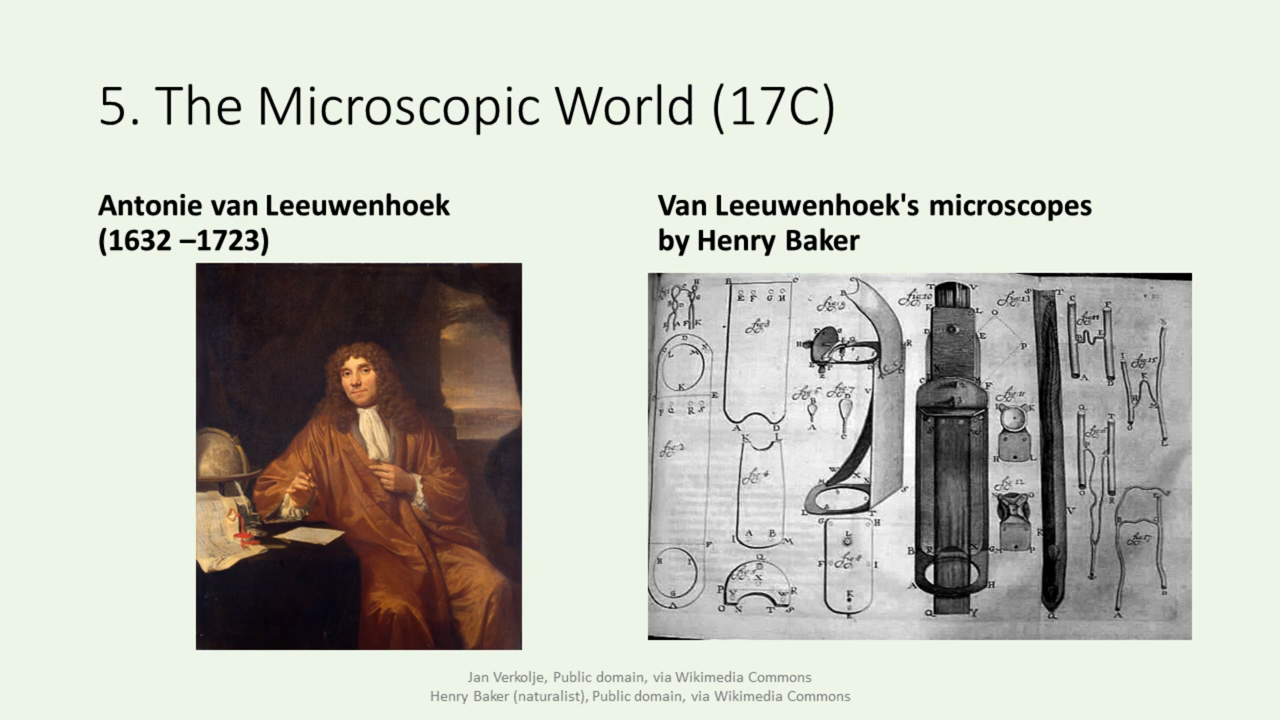 5. The Microscopic World (17C)
Antonie van Leeuwenhoek
(1632 –1723)
Van Leeuwenhoek's microscopes
by Henry Baker
Jan Verkolje, Public domain, via Wikimedia Commons
Henry Baker (naturalist), Public domain, via Wikimedia Commons